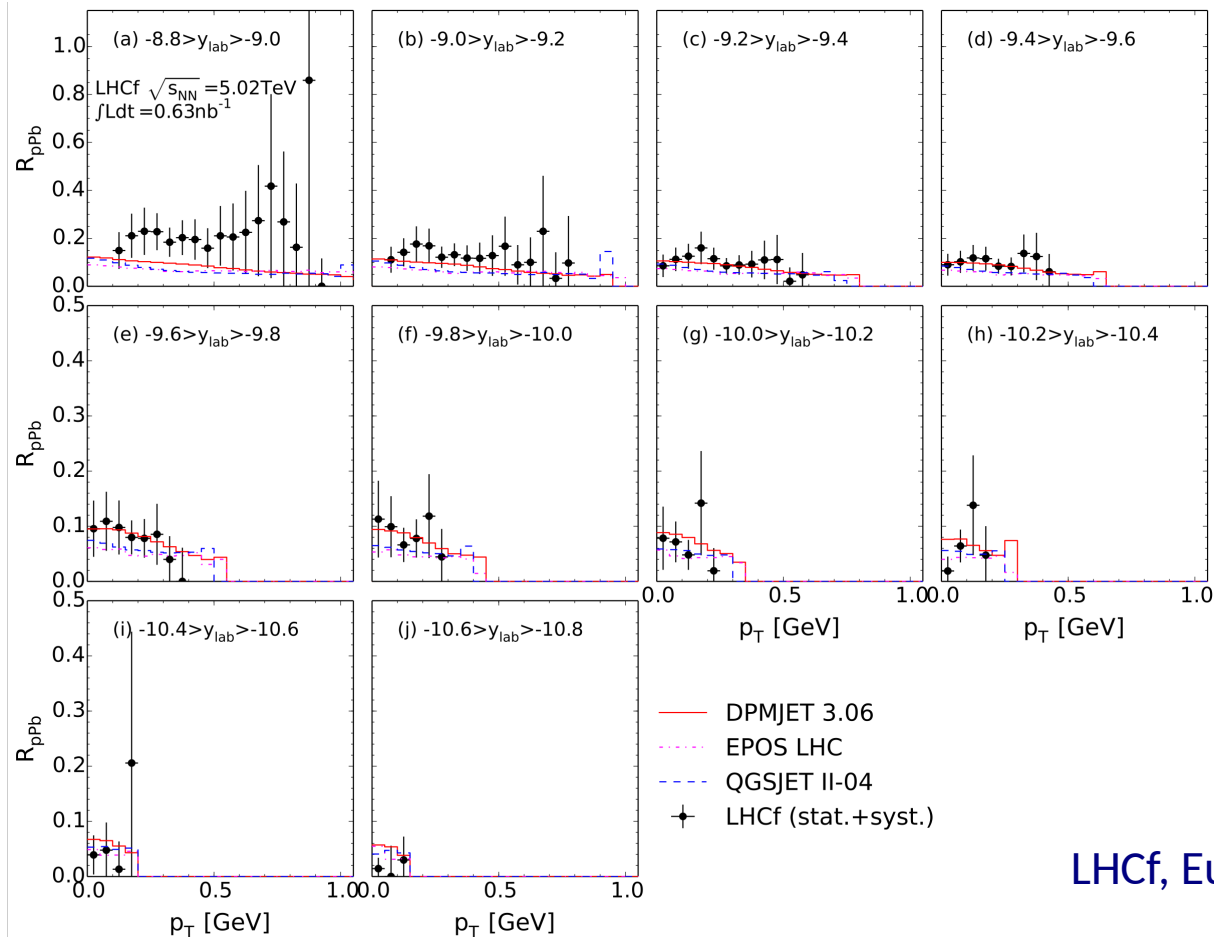 (a) -8.8>y_lab>-9.0
(b) -9.0>y_lab>-9.2
(c) -9.2>y_lab>-9.4
(d) -9.4>y_lab>-9.6
LHCf √s_NN =5.02TeV
∫Ldt =0.63nb⁻¹
R_pPb
1.0
0.8
0.6
0.4
0.2
0.0
(e) -9.6>y_lab>-9.8
(f) -9.8>y_lab>-10.0
(g) -10.0>y_lab>-10.2
(h) -10.2>y_lab>-10.4
R_pPb
0.5
0.4
0.3
0.2
0.1
0.0
0.0 0.5 1.0
0.0 0.5 1.0
p_T [GeV]
p_T [GeV]
(i) -10.4>y_lab>-10.6
(j) -10.6>y_lab>-10.8
R_pPb
0.5
0.4
0.3
0.2
0.1
0.0
0.0 0.5 1.0
0.0 0.5 1.0
p_T [GeV]
p_T [GeV]
DPMJET 3.06
EPOS LHC
QGSJET II-04
LHCf (stat.+syst.)
LHCf, Eu